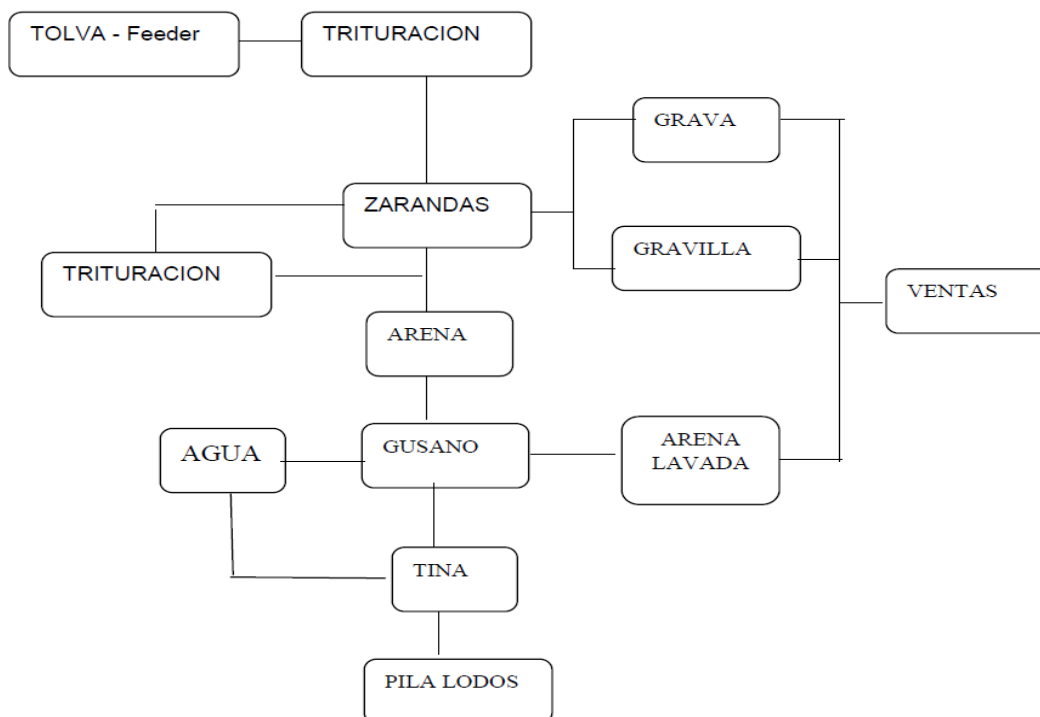 TOLVA - Feeder
TRITURACION
GRAVA
ZARANDAS
GRAVILLA
TRITURACION
VENTAS
ARENA
AGUA
GUSANO
ARENA
LAVADA
TINA
PILA LODOS